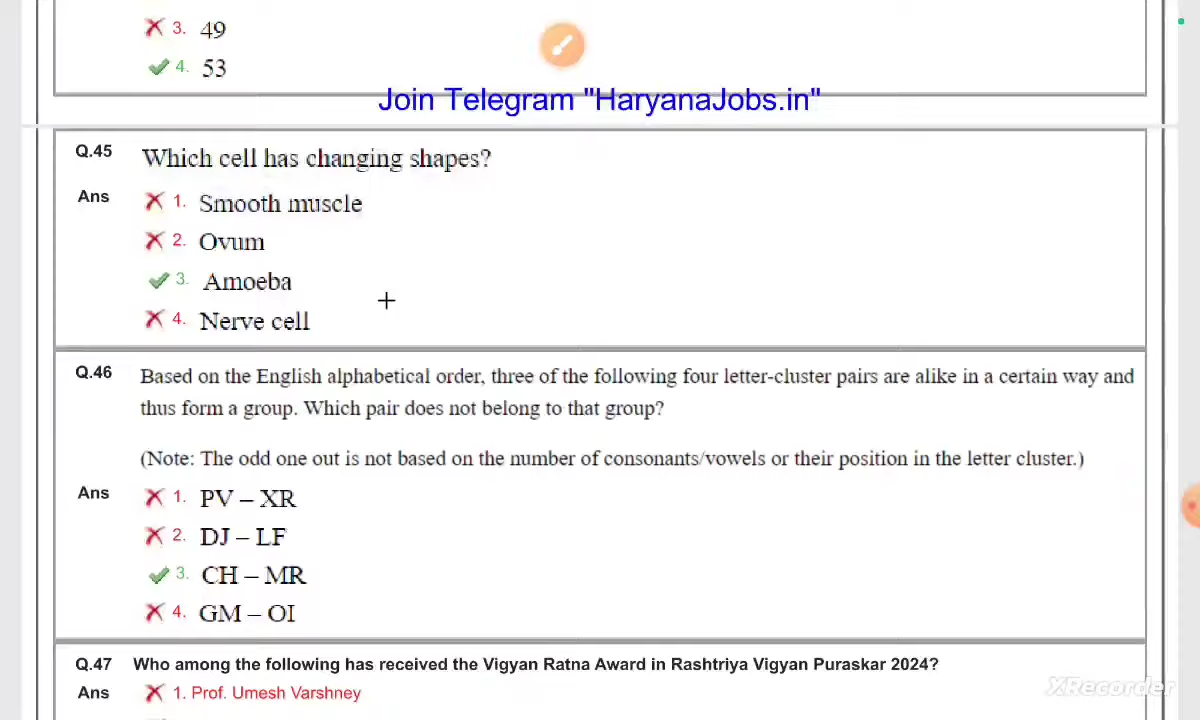 3. 49
4. 53
Join Telegram "HaryanaJobs.in"
Q.45 Which cell has changing shapes?
Ans 1. Smooth muscle
2. Ovum
3. Amoeba
4. Nerve cell
Q.46 Based on the English alphabetical order, three of the following four letter-cluster pairs are alike in a certain way and
thus form a group. Which pair does not belong to that group?
(Note: The odd one out is not based on the number of consonants/vowels or their position in the letter cluster.)
Ans 1. PV – XR
2. DJ – LF
3. CH – MR
4. GM – OI
Q.47 Who among the following has received the Vigyan Ratna Award in Rashtriya Vigyan Puraskar 2024?
Ans 1. Prof. Umesh Varshney
XRecorder